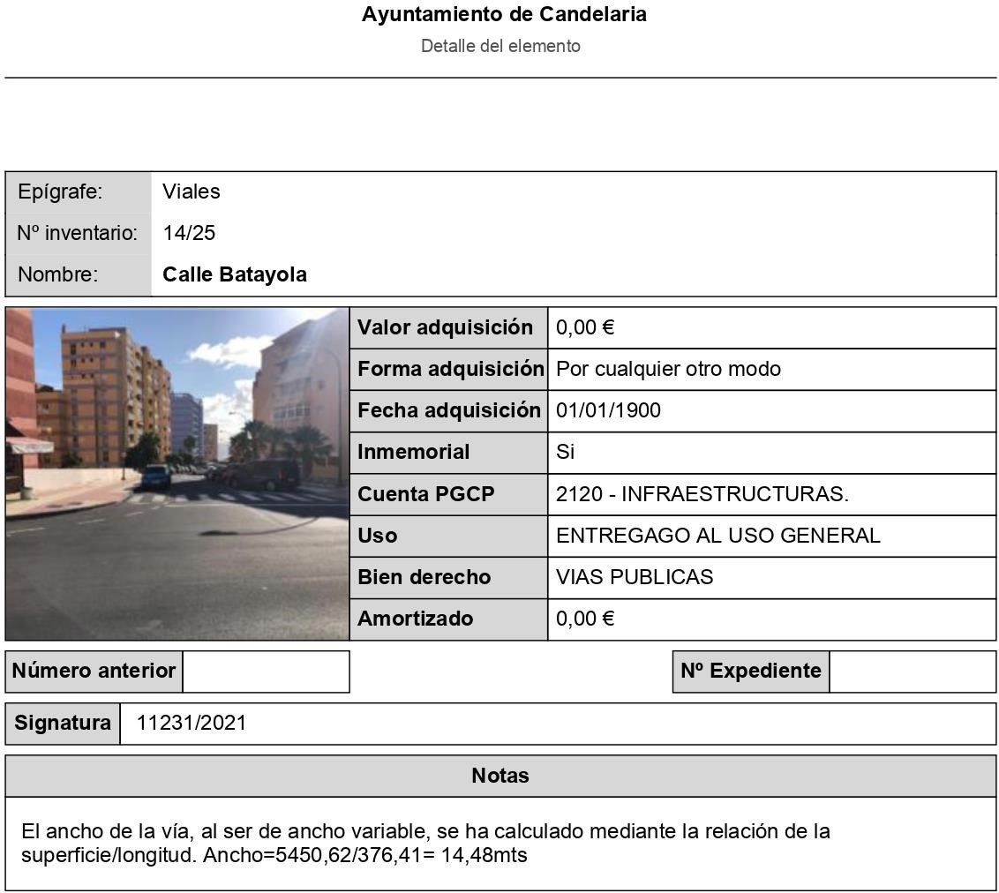 Ayuntamiento de Candelaria
Detalle del elemento
Epígrafe: Viales
Nº inventario: 14/25
Nombre: Calle Batayola
Valor adquisición 0,00 €
Forma adquisición Por cualquier otro modo
Fecha adquisición 01/01/1900
Inmemorial Si
Cuenta PGCP 2120 - INFRAESTRUCTURAS.
Uso ENTREGAGO AL USO GENERAL
Bien derecho VIAS PUBLICAS
Amortizado 0,00 €
Número anterior Nº Expediente
Signatura 11231/2021
Notas
El ancho de la vía, al ser de ancho variable, se ha calculado mediante la relación de la
superficie/longitud. Ancho=5450,62/376,41= 14,48mts